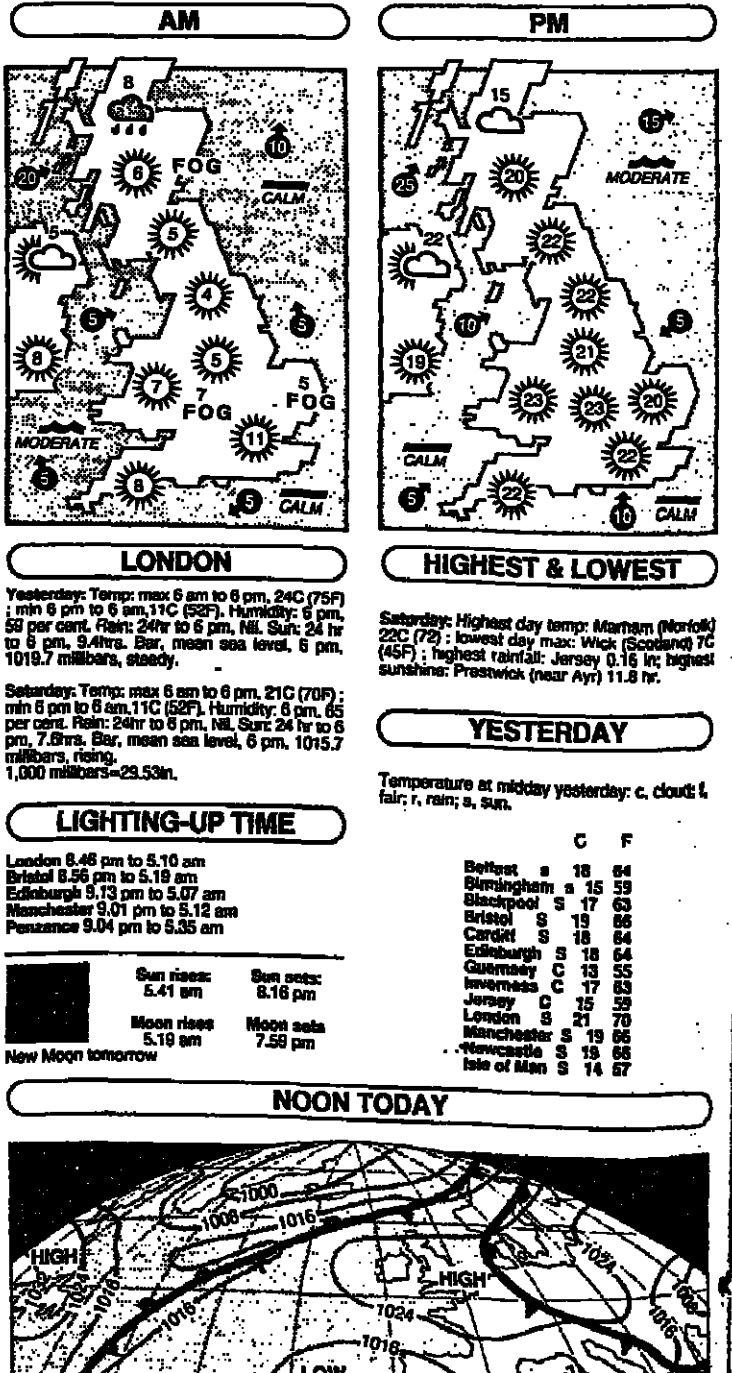 AM
8
10
20
6
FOG
CALM
5
5
4
5
5
8
5
7
7
FOG
5
FOG
11
MODERATE
5
8
5
CALM
PM
15
15
MODERATE
20
25
22
22
22
5
10
19
21
23
23
20
CALM
22
22
5
10
CALM
LONDON
Yesterday: Temp: max 6 am to 6 pm, 24C (75F)
; min 6 pm to 6 am, 11C (52F). Humidity: 6 pm,
59 per cent. Rain: 24hr to 6 pm, Nil. Sun: 24 hr
to 6 pm, 9.4hrs. Bar, mean sea level, 6 pm,
1019.7 millibars, steady.
Saturday: Temp: max 6 am to 6 pm, 21C (70F) ;
min 6 pm to 6 am, 11C (52F). Humidity: 6 pm, 65
per cent. Rain: 24hr to 6 pm, Nil. Sun: 24 hr to 6
pm, 7.6hrs. Bar, mean sea level, 6 pm, 1015.7
millibars, rising.
1,000 millibars=29.53in.
LIGHTING-UP TIME
London 8.46 pm to 5.10 am
Bristol 8.56 pm to 5.19 am
Edinburgh 9.13 pm to 5.07 am
Manchester 9.01 pm to 5.12 am
Penzance 9.04 pm to 5.35 am
Sun rises: Sun sets:
5.41 am 8.16 pm
Moon rises Moon sets
5.19 am 7.59 pm
New Moon tomorrow
HIGHEST & LOWEST
Saturday: Highest day temp: Marham (Norfolk)
22C (72) ; lowest day max: Wick (Scotland) 7C
(45F) ; highest rainfall: Jersey 0.16 in; highest
sunshine: Prestwick (near Ayr) 11.8 hr.
YESTERDAY
Temperature at midday yesterday: c, cloud; f,
fair; r, rain; s, sun.
C F
Belfast s 18 64
Birmingham s 15 59
Blackpool S 17 63
Bristol S 19 66
Cardiff S 18 64
Edinburgh S 18 64
Guernsey C 13 55
Inverness C 17 63
Jersey C 15 59
London S 21 70
Manchester S 19 66
Newcastle S 19 66
Isle of Man S 14 57
NOON TODAY
1000
1008
1016
HIGH
1024
1016
1016
HIGH
1024
1024
1008
1016
1016
LOW